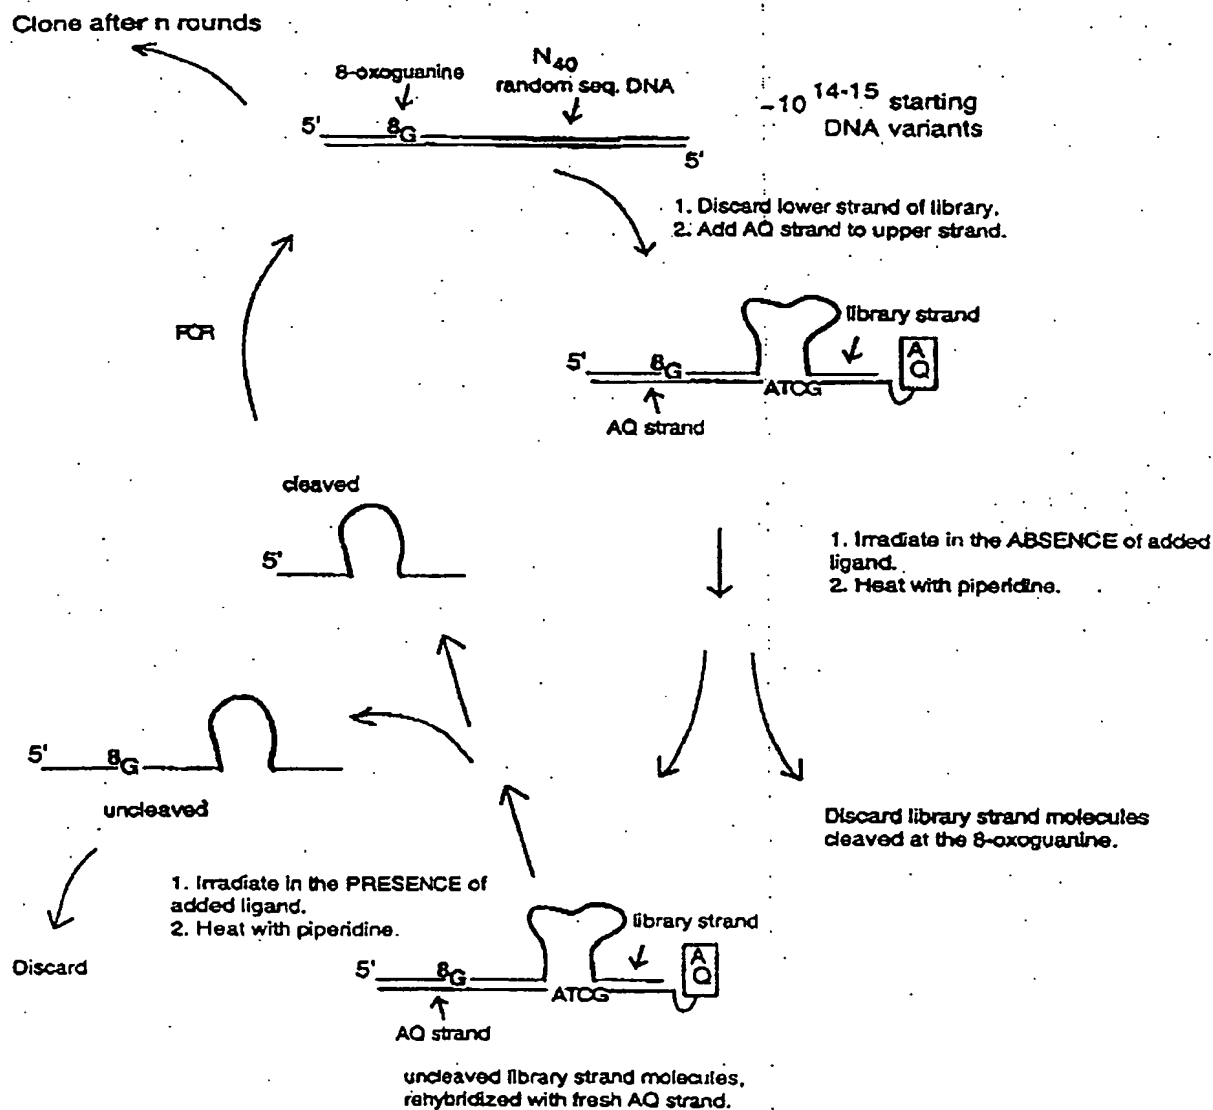 Clone after n rounds
8-oxoguanine
N40
random seq. DNA
~10 14-15 starting
DNA variants
5'
8G
5'
1. Discard lower strand of library.
2. Add AQ strand to upper strand.
PCR
library strand
5'
8G
A
Q
ATCG
AQ strand
cleaved
5'
1. Irradiate in the ABSENCE of added
ligand.
2. Heat with piperidine.
5'
8G
uncleaved
Discard library strand molecules
cleaved at the 8-oxoguanine.
1. Irradiate in the PRESENCE of
added ligand.
2. Heat with piperidine.
library strand
Discard
5'
8G
A
Q
ATCG
AQ strand
uncleaved library strand molecules,
rehybridized with fresh AQ strand.